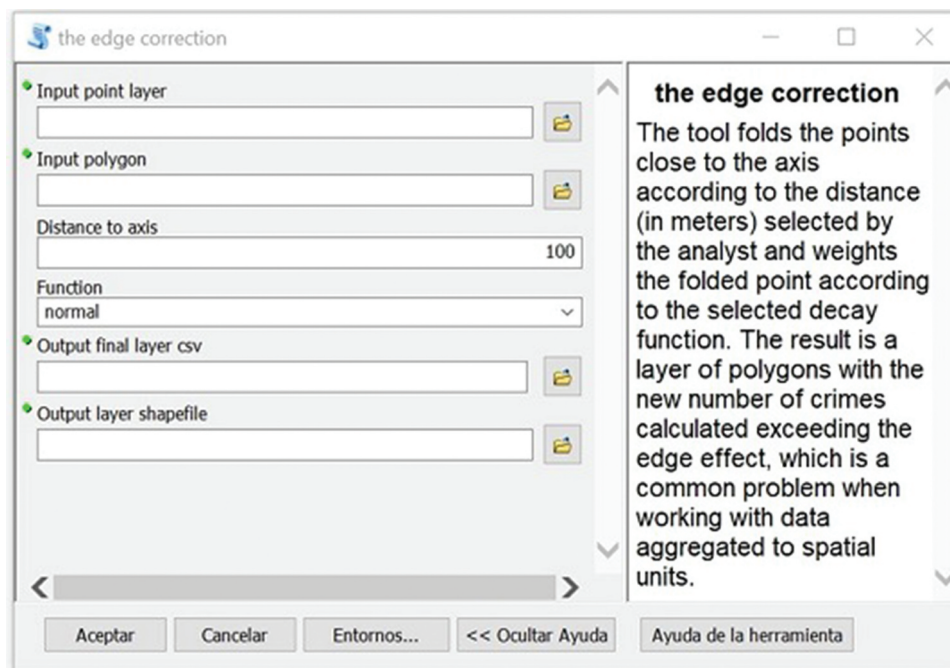 the edge correction
Input point layer
Input polygon
Distance to axis
100
Function
normal
Output final layer csv
Output layer shapefile
the edge correction
The tool folds the points
close to the axis
according to the distance
(in meters) selected by
the analyst and weights
the folded point according
to the selected decay
function. The result is a
layer of polygons with the
new number of crimes
calculated exceeding the
edge effect, which is a
common problem when
working with data
aggregated to spatial
units.
Aceptar
Cancelar
Entornos...
<< Ocultar Ayuda
Ayuda de la herramienta